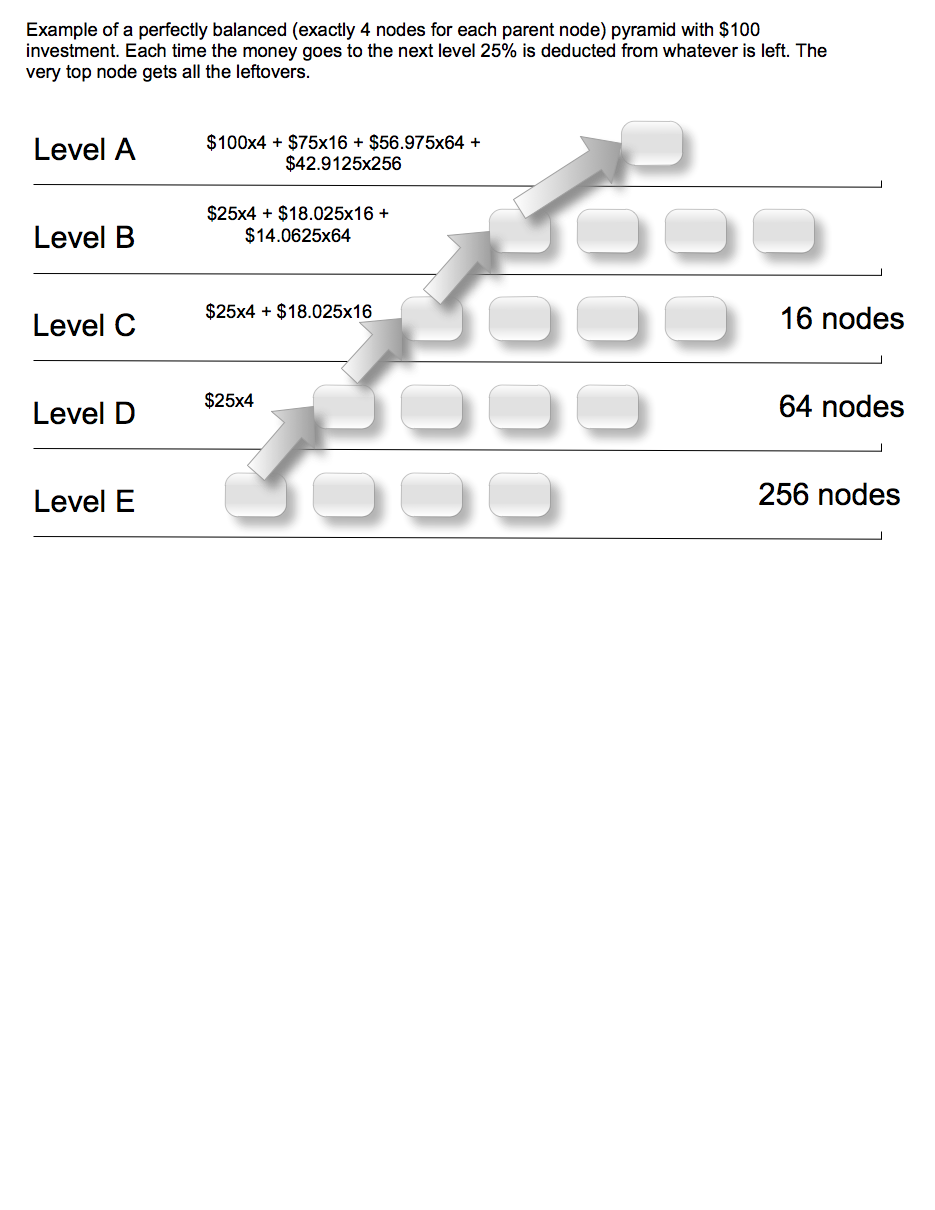 Example of a perfectly balanced (exactly 4 nodes for each parent node) pyramid with $100
investment. Each time the money goes to the next level 25% is deducted from whatever is left. The
very top node gets all the leftovers.
Level A
$100x4 + $75x16 + $56.975x64 +
$42.9125x256
Level B
$25x4 + $18.025x16 +
$14.0625x64
Level C
$25x4 + $18.025x16
16 nodes
Level D
$25x4
64 nodes
Level E
256 nodes